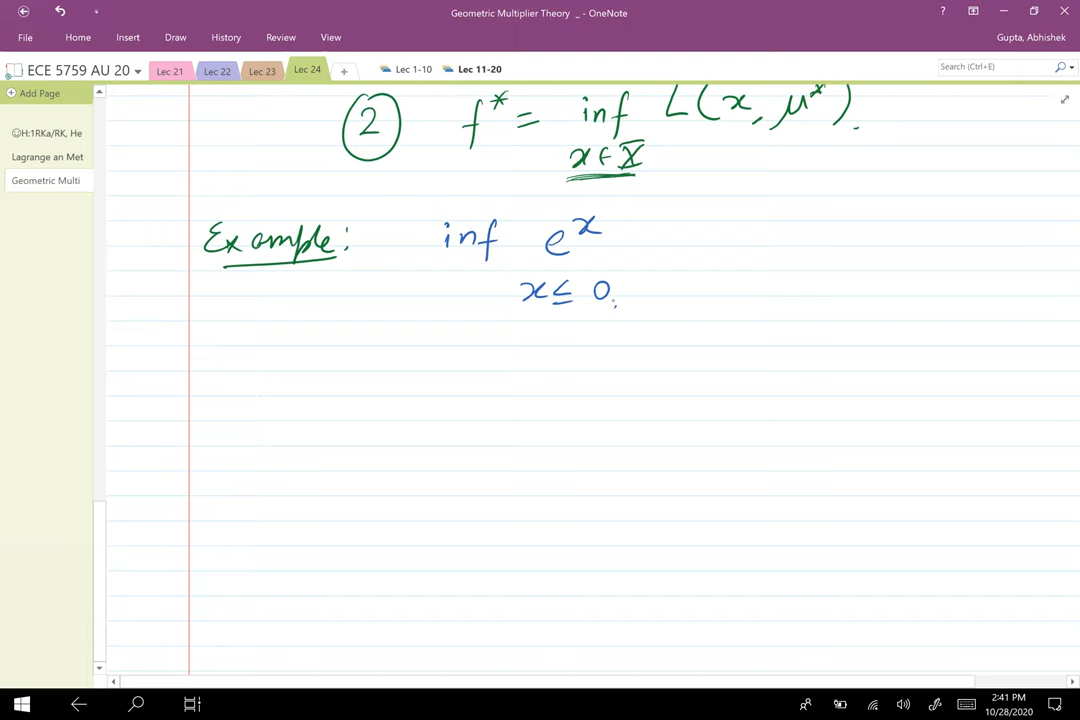 Geometric Multiplier Theory _ - OneNote
?
File Home Insert Draw History Review View
Gupta, Abhishek
ECE 5759 AU 20
Lec 21 Lec 22 Lec 23 Lec 24 +
Lec 1-10 Lec 11-20
Search (Ctrl+E)
Add Page
☺H:1RKa/RK, He
Lagrange an Met
Geometric Multi
② f* = inf L(x, μ*).
x ∈ X
Example: inf e^x
x ≤ 0.
2:41 PM
10/28/2020